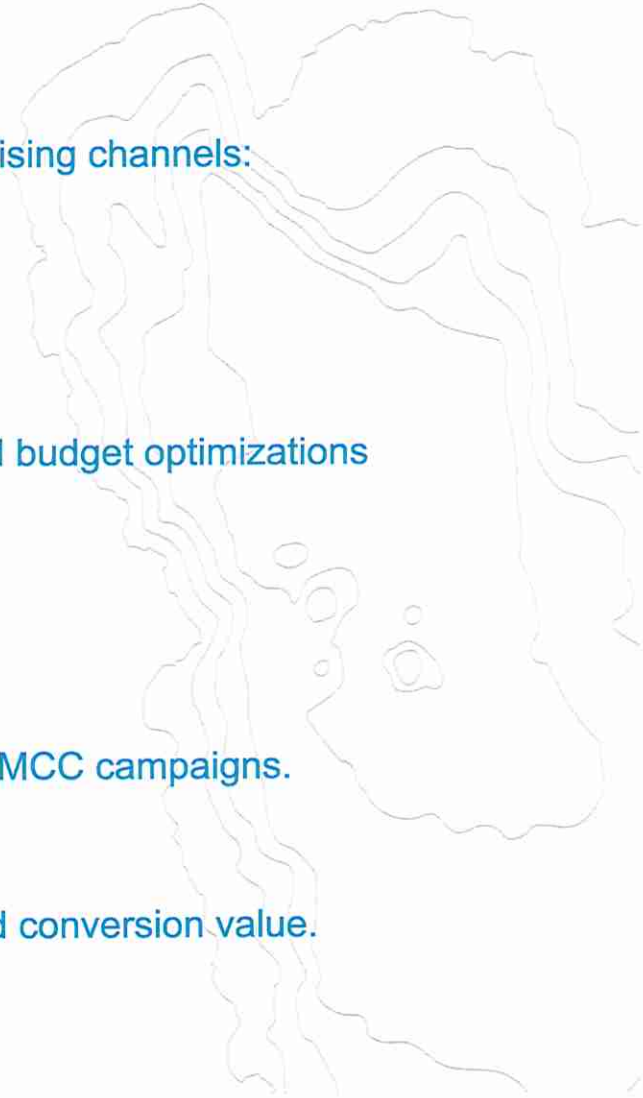 ising channels:
budget optimizations
MCC campaigns.
conversion value.